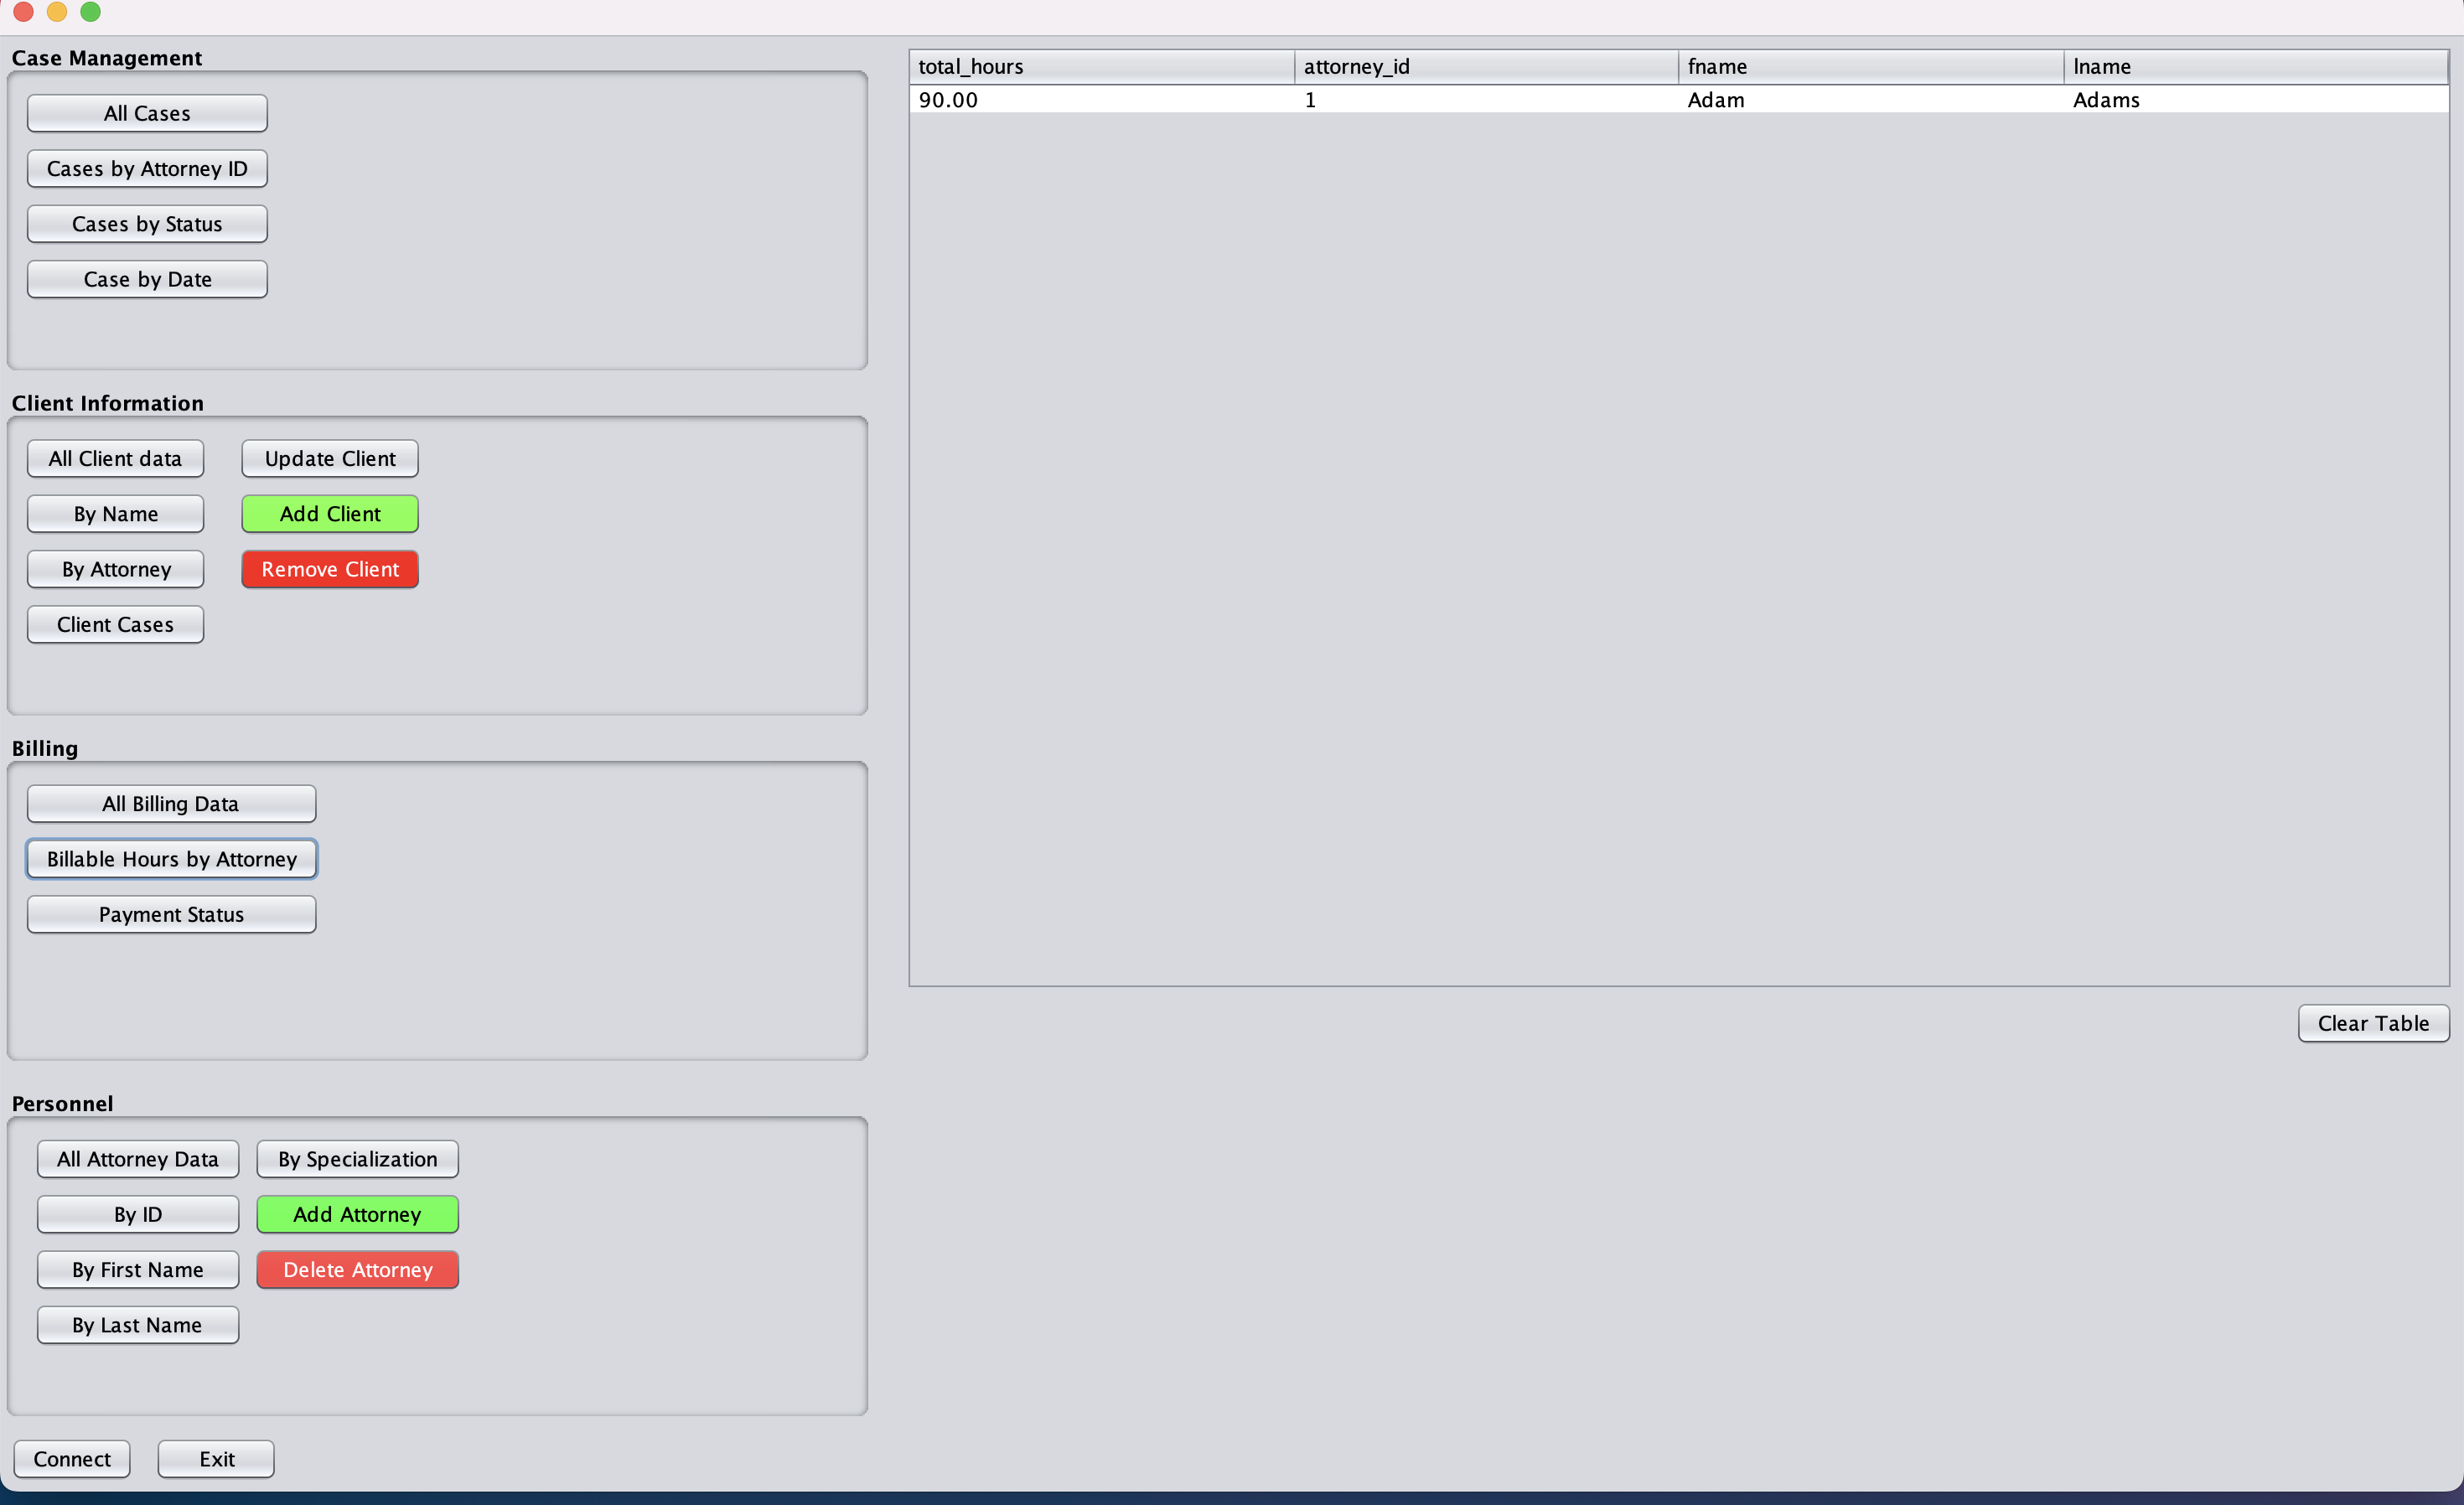 Case Management
All Cases
Cases by Attorney ID
Cases by Status
Case by Date
Client Information
All Client data
Update Client
By Name
Add Client
By Attorney
Remove Client
Client Cases
Billing
All Billing Data
Billable Hours by Attorney
Payment Status
Personnel
All Attorney Data
By Specialization
By ID
Add Attorney
By First Name
Delete Attorney
By Last Name
Connect
Exit
total_hours attorney_id fname lname
90.00 1 Adam Adams
Clear Table